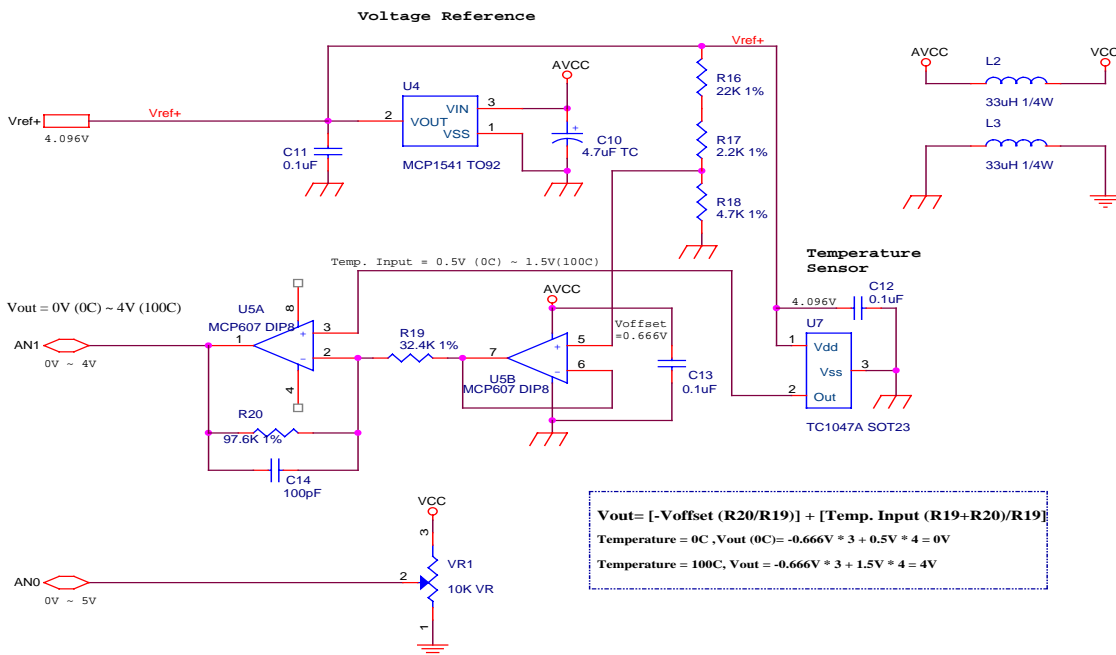 Voltage Reference
Vref+
AVCC
U4
VIN
3
2
VOUT
VSS
1
MCP1541 TO92
C10
4.7uF TC
Vref+
Vref+
4.096V
C11
0.1uF
R16
22K 1%
R17
2.2K 1%
R18
4.7K 1%
AVCC
L2
33uH 1/4W
VCC
L3
33uH 1/4W
Temp. Input = 0.5V (0C) ~ 1.5V(100C)
Temperature
Sensor
4.096V
C12
0.1uF
U7
1
Vdd
Vss
3
2
Out
TC1047A SOT23
Vout = 0V (0C) ~ 4V (100C)
AN1
0V ~ 4V
U5A
MCP607 DIP8
8
1
3
+
2
-
4
R19
32.4K 1%
AVCC
Voffset
=0.666V
7
5
+
6
-
U5B
MCP607 DIP8
C13
0.1uF
R20
97.6K 1%
C14
100pF
VCC
3
2
VR1
10K VR
1
AN0
0V ~ 5V
Vout= [-Voffset (R20/R19)] + [Temp. Input (R19+R20)/R19]
Temperature = 0C ,Vout (0C)= -0.666V * 3 + 0.5V * 4 = 0V
Temperature = 100C, Vout = -0.666V * 3 + 1.5V * 4 = 4V